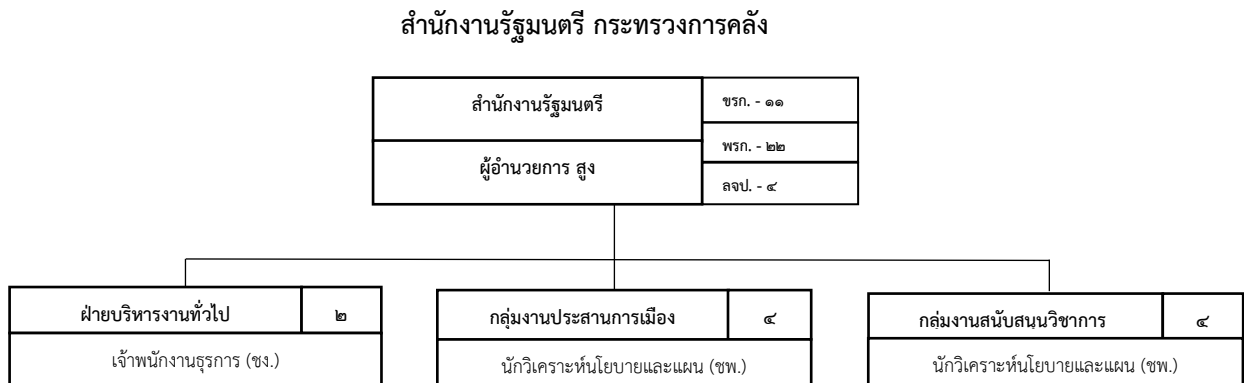 สำนักงานรัฐมนตรี กระทรวงการคลัง
สำนักงานรัฐมนตรี
ขรก. - ๑๑
พรก. - ๒๒
ผู้อำนวยการ สูง
ลจป. - ๔
ฝ่ายบริหารงานทั่วไป ๒
เจ้าพนักงานธุรการ (ชง.)
กลุ่มงานประสานการเมือง ๔
นักวิเคราะห์นโยบายและแผน (ชพ.)
กลุ่มงานสนับสนุนวิชาการ ๔
นักวิเคราะห์นโยบายและแผน (ชพ.)